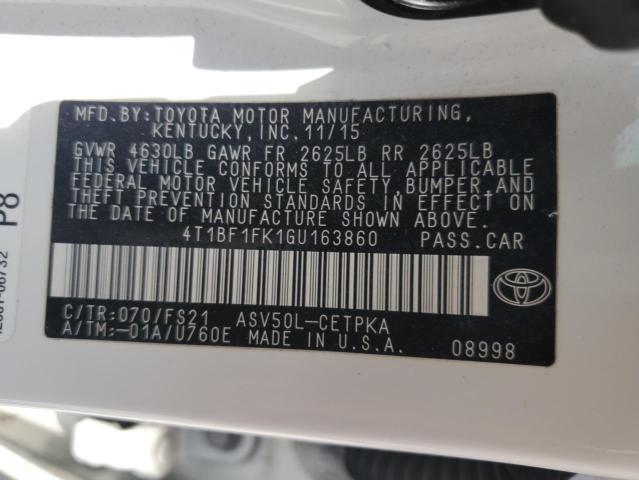 MFD. BY: TOYOTA MOTOR MANUFACTURING,
KENTUCKY, INC. 11/15
GVWR 4630LB GAWR FR 2625LB RR 2625LB
THIS VEHICLE CONFORMS TO ALL APPLICABLE
FEDERAL MOTOR VEHICLE SAFETY, BUMPER, AND
THEFT PREVENTION STANDARDS IN EFFECT ON
THE DATE OF MANUFACTURE SHOWN ABOVE.
4T1BF1FK1GU163860 PASS. CAR
C/TR: 070/FS21 ASV50L-CETPKA
A/TM: -01A/U760E MADE IN U.S.A. 08998
P8